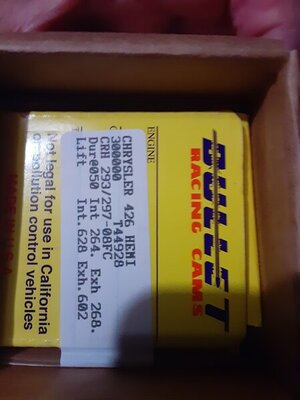 BULLET
RACING CAMS
ENGINE
CHRYSLER 426 HEMI
300000 T44928
CRH 293/297-08FC
Dur@050 Int 264. Exh 268.
Lift Int 628 Exh.602
Not legal for use in California
or pollution control vehicles